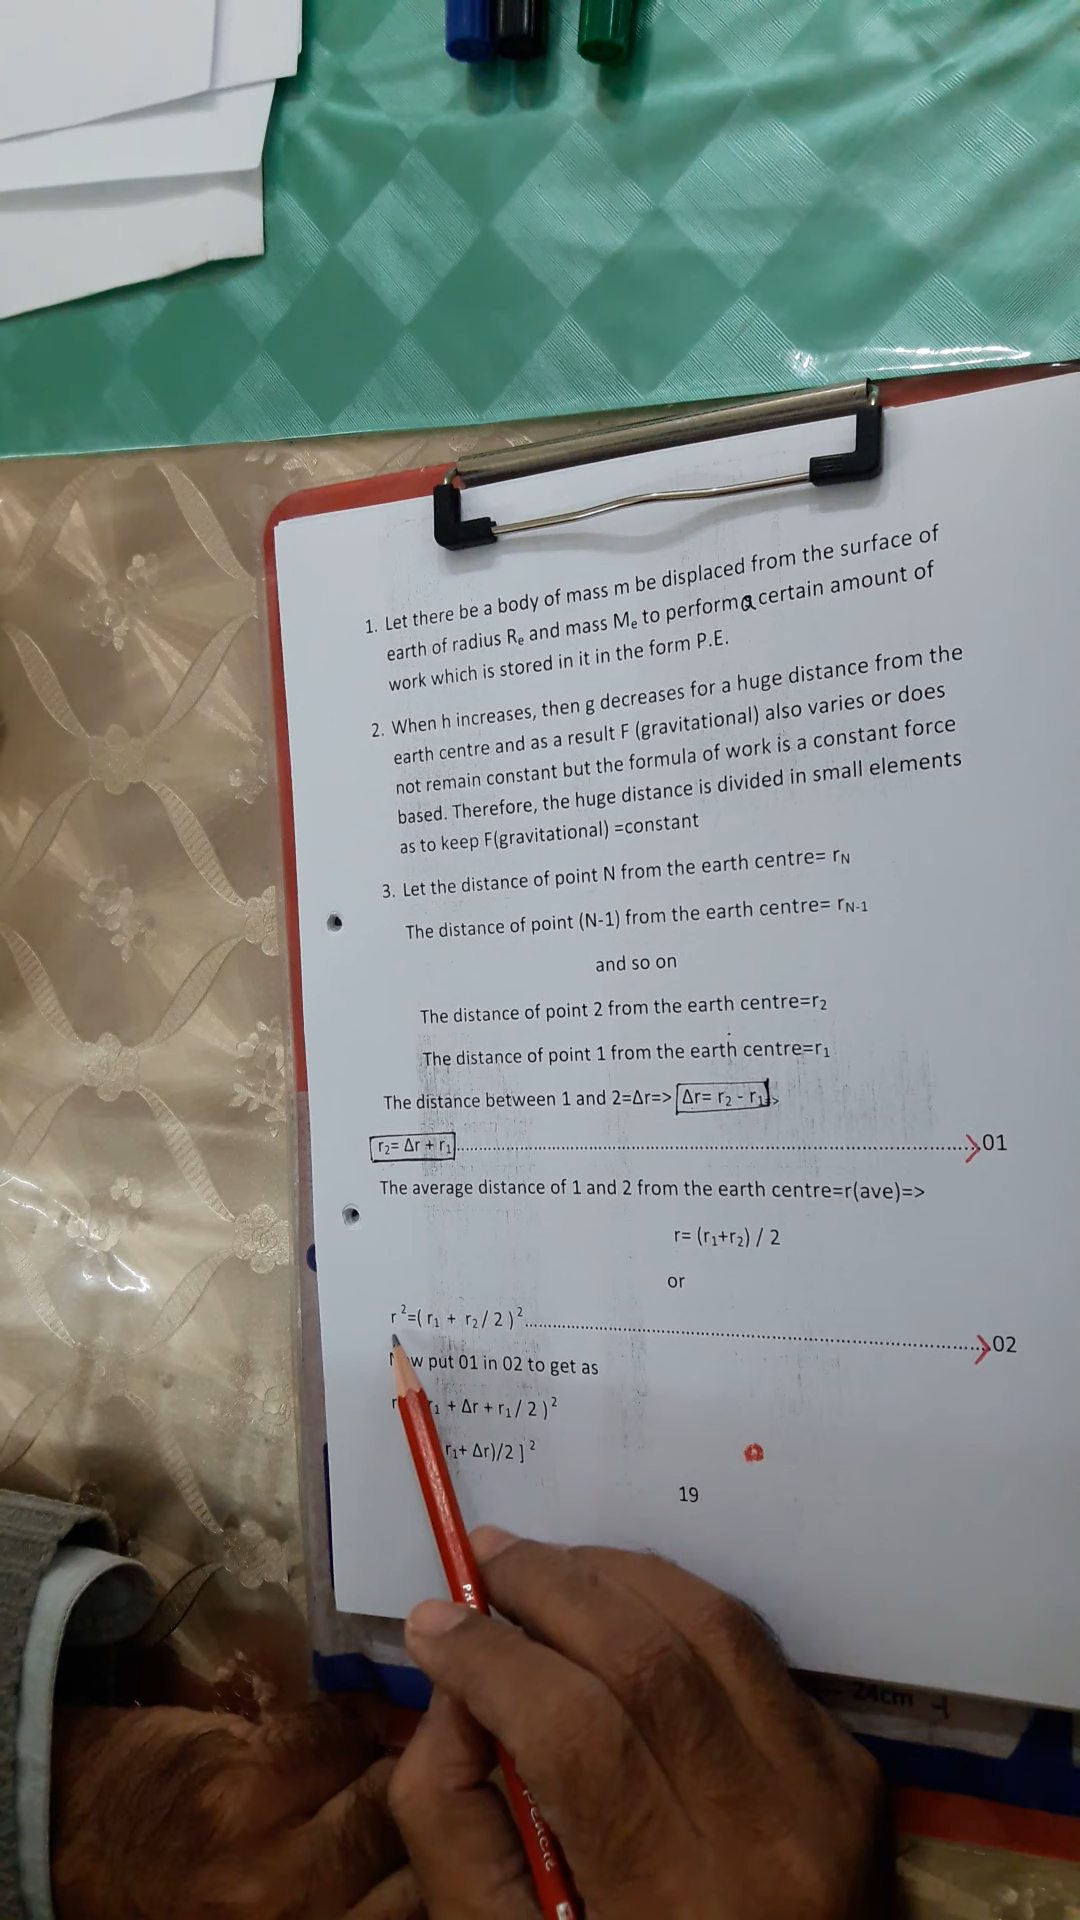 1. Let there be a body of mass m be displaced from the surface of
earth of radius Rₑ and mass Mₑ to perform a certain amount of
work which is stored in it in the form P.E.
2. When h increases, then g decreases for a huge distance from the
earth centre and as a result F (gravitational) also varies or does
not remain constant but the formula of work is a constant force
based. Therefore, the huge distance is divided in small elements
as to keep F(gravitational) =constant
3. Let the distance of point N from the earth centre= rN
The distance of point (N-1) from the earth centre= rN-1
and so on
The distance of point 2 from the earth centre=r₂
The distance of point 1 from the earth centre=r₁
The distance between 1 and 2=Δr=> Δr= r₂ - r₁=>
r₂= Δr + r₁ ........................ 01
The average distance of 1 and 2 from the earth centre=r(ave)=>
r= (r₁+r₂) / 2
or
r ²=( r₁ + r₂ / 2 )² ........................ 02
put 01 in 02 to get as
r₁ + Δr + r₁ / 2 )²
r₁+ Δr)/2 ] ²
19
24cm